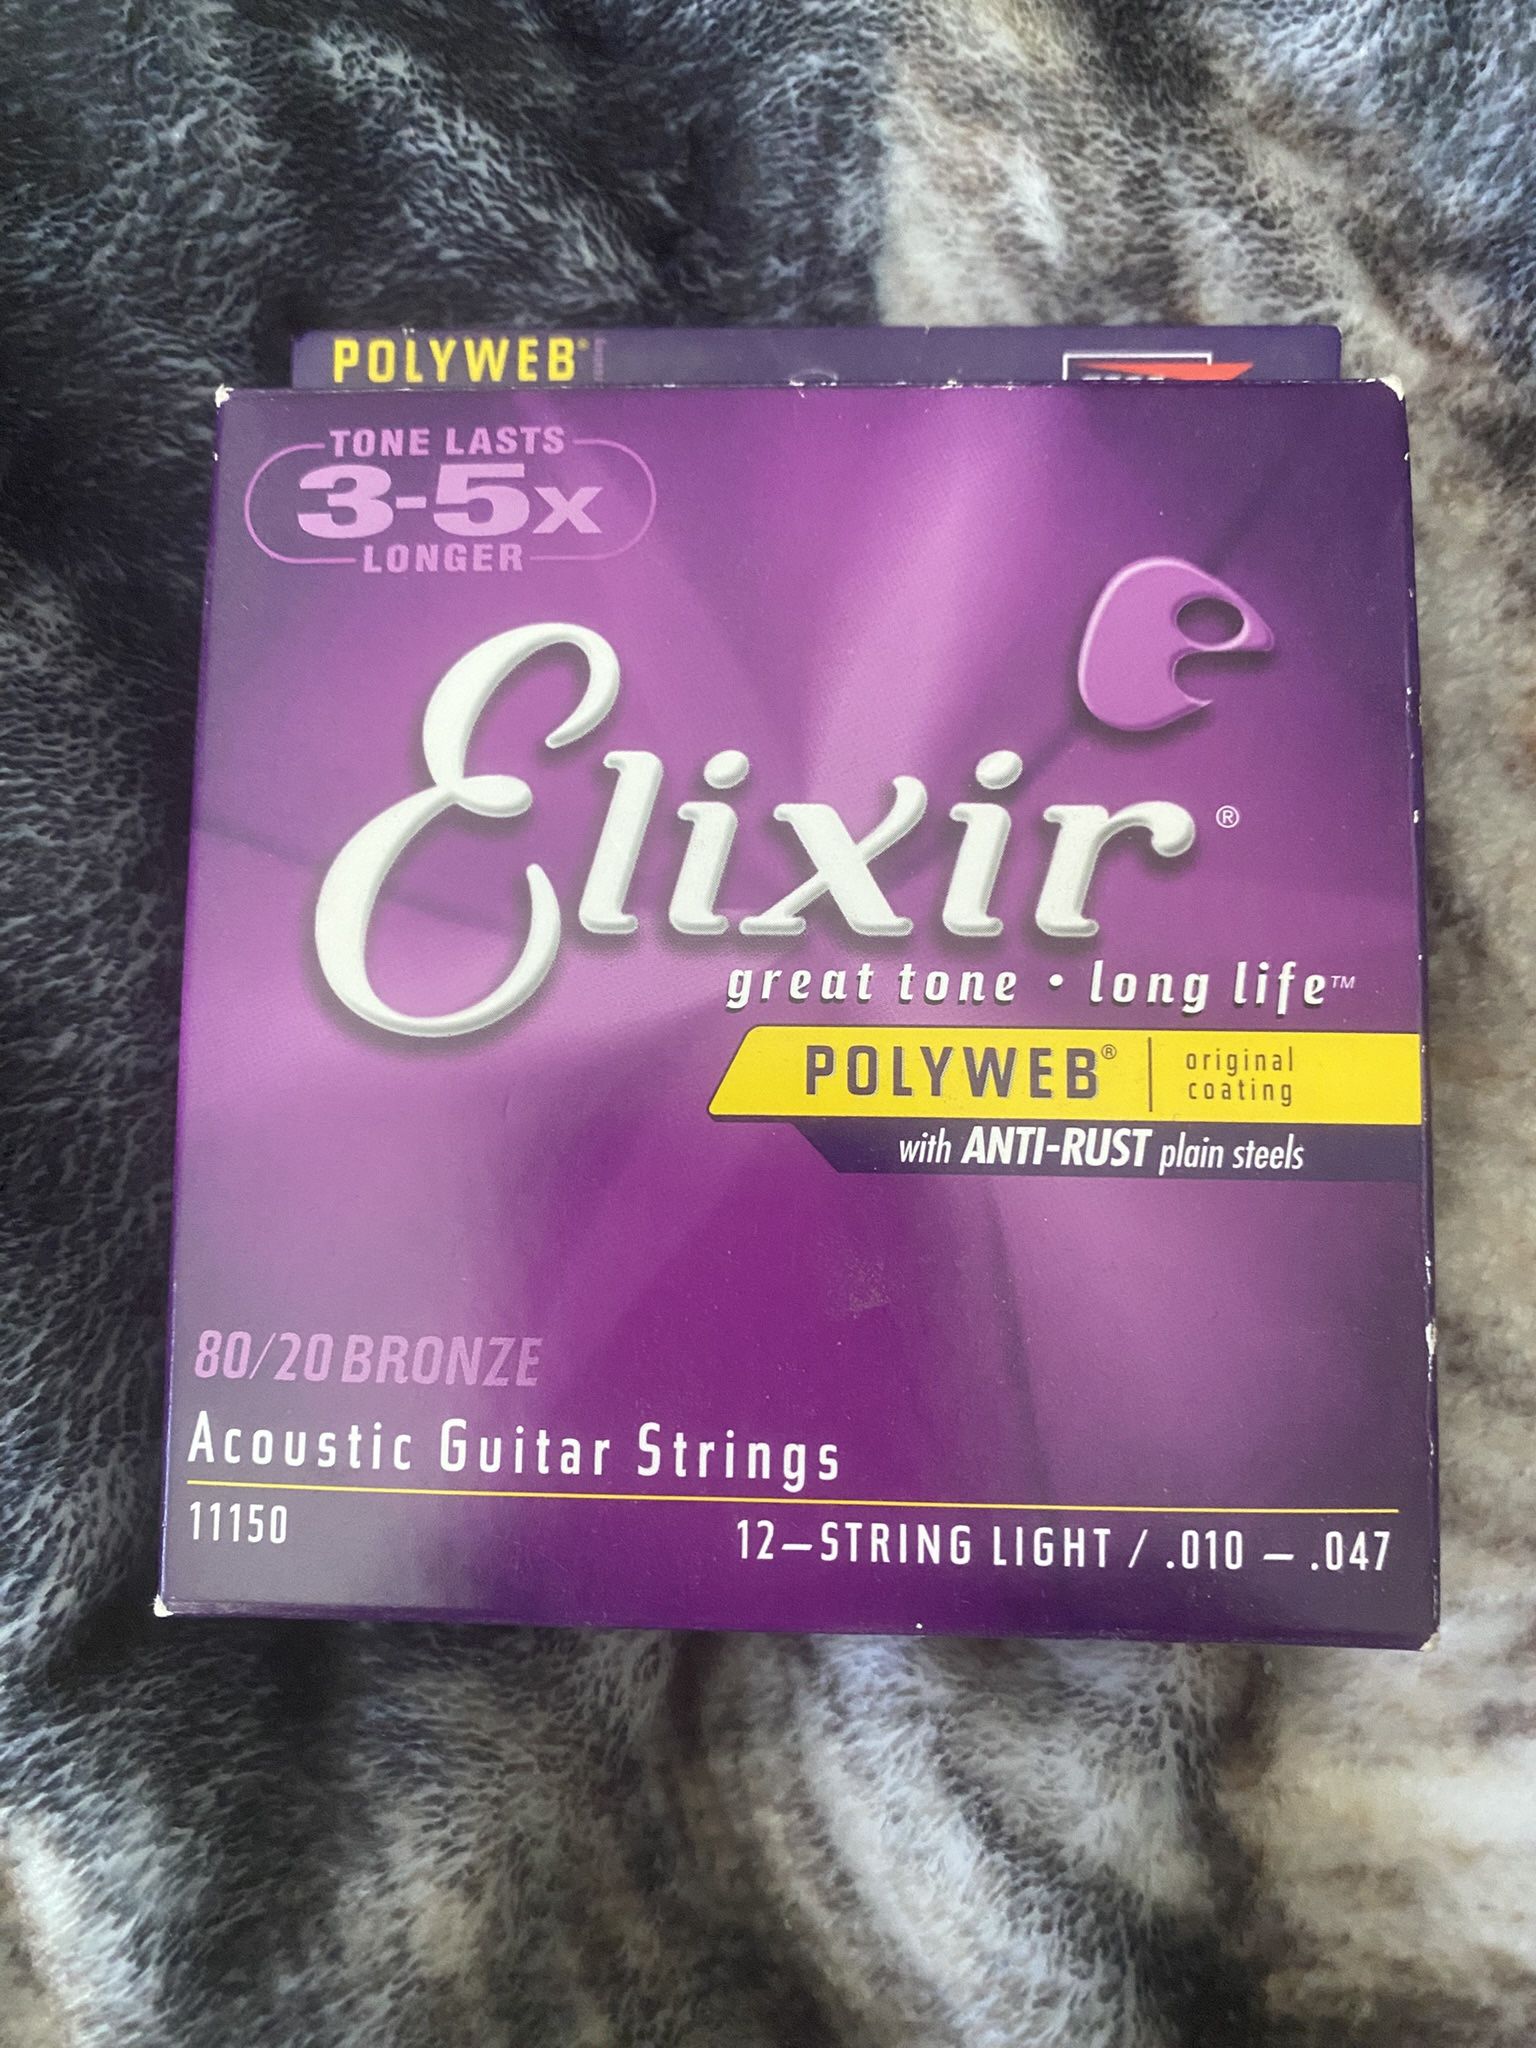 POLYWEB®
TONE LASTS
3-5x
LONGER
Elixir®
great tone • long life™
POLYWEB® | original coating
with ANTI-RUST plain steels
80/20 BRONZE
Acoustic Guitar Strings
11150
12-STRING LIGHT / .010 – .047